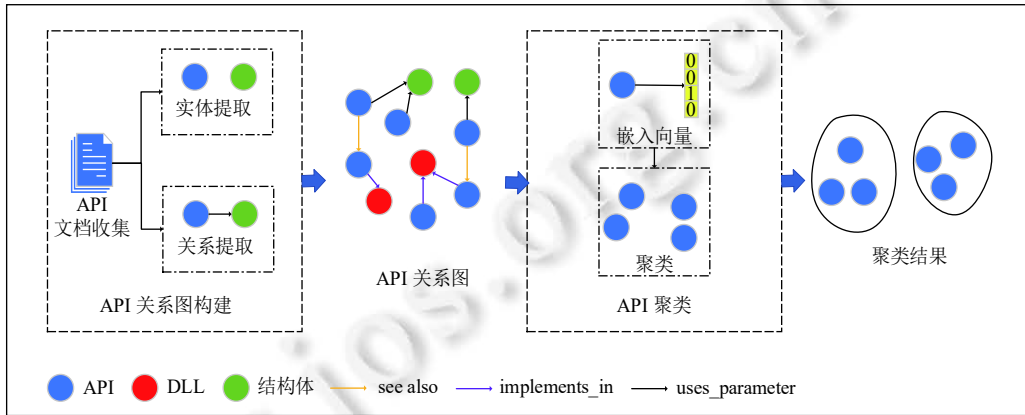 实体提取
API
文档收集
关系提取
API 关系图构建
API 关系图
0
0
1
0
嵌入向量
聚类
API 聚类
聚类结果
API
DLL
结构体
see also
implements_in
uses_parameter